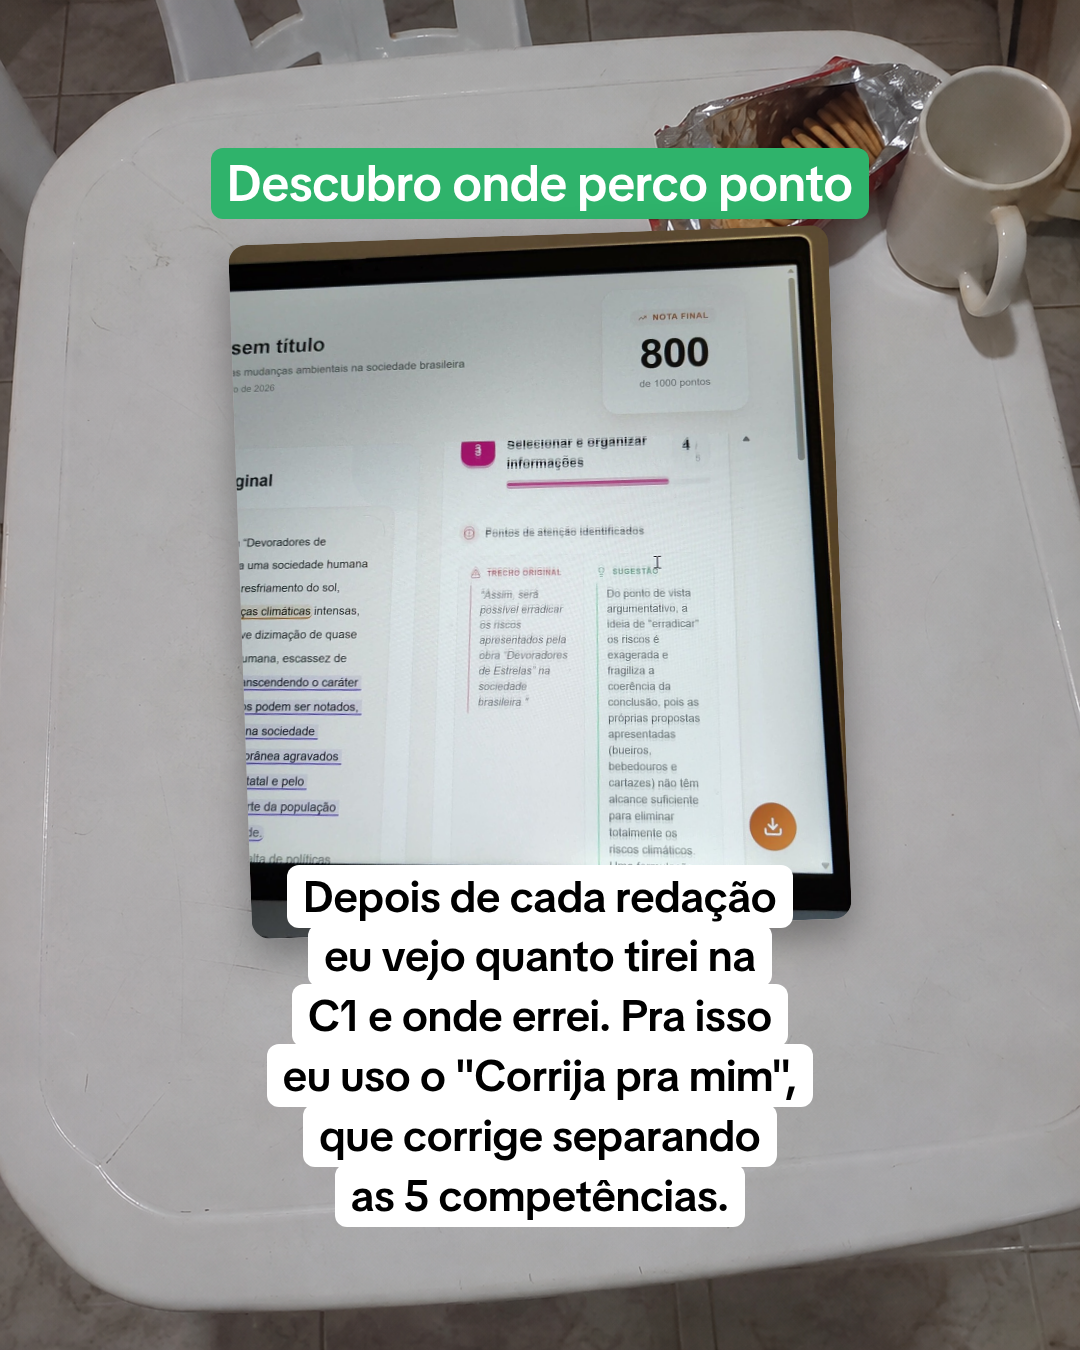 Descubro onde perco ponto
sem título
as mudanças ambientais na sociedade brasileira
o de 2026
NOTA FINAL
800
de 1000 pontos
ginal
"Devoradores de
a uma sociedade humana
resfriamento do sol,
ças climáticas intensas,
ve dizimação de quase
umana, escassez de
anscendendo o caráter
os podem ser notados,
na sociedade
orânea agravados
tatal e pelo
rte da população
de.
alta de políticas
3
Selecionar e organizar
informações
4
Pontos de atenção identificados
TRECHO ORIGINAL
"Assim, será
possível erradicar
os riscos
apresentados pela
obra "Devoradores
de Estrelas" na
sociedade
brasileira."
SUGESTÃO
Do ponto de vista
argumentativo, a
ideia de "erradicar"
os riscos é
exagerada e
fragiliza a
coerência da
conclusão, pois as
próprias propostas
apresentadas
(bueiros,
bebedouros e
cartazes) não têm
alcance suficiente
para eliminar
totalmente os
riscos climáticos.
Depois de cada redação
eu vejo quanto tirei na
C1 e onde errei. Pra isso
eu uso o "Corrija pra mim",
que corrige separando
as 5 competências.